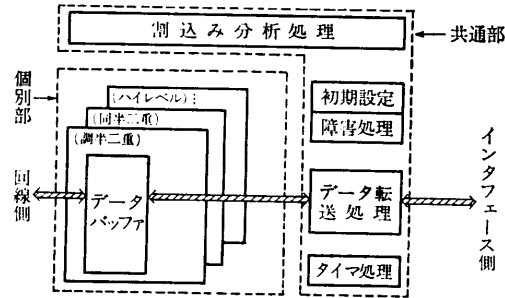 割込み分析処理
共通部
個別部
(ハイレベル)⋮
(同半二重)
(調半二重)
データバッファ
回線側
初期設定
障害処理
データ転送処理
タイマ処理
インタフェース側